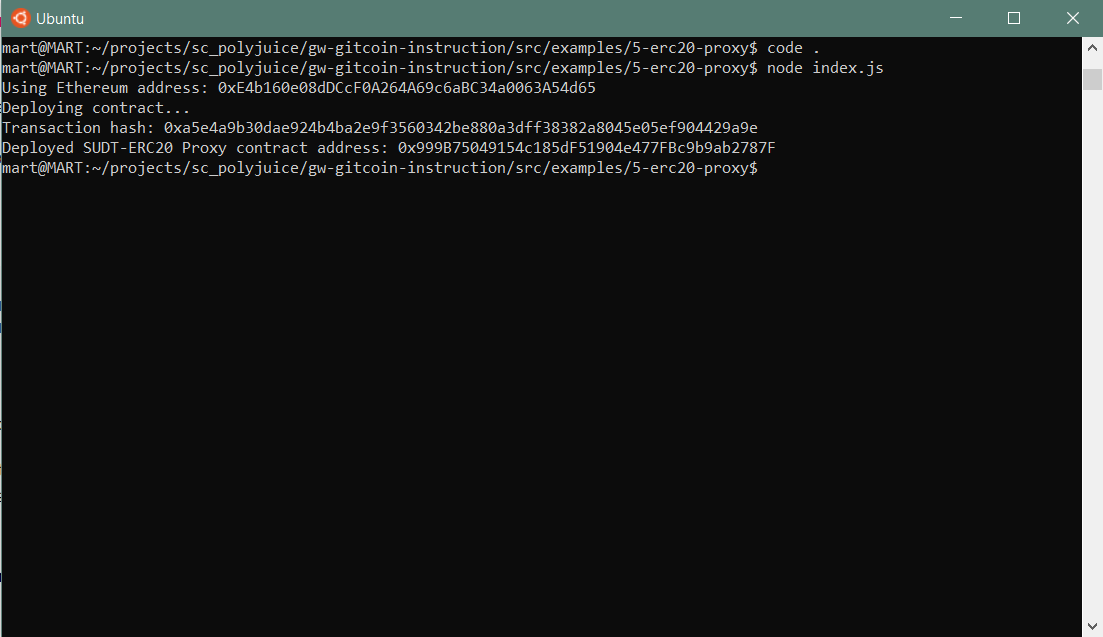 Ubuntu
mart@MART:~/projects/sc_polyjuice/gw-gitcoin-instruction/src/examples/5-erc20-proxy$ code .
mart@MART:~/projects/sc_polyjuice/gw-gitcoin-instruction/src/examples/5-erc20-proxy$ node index.js
Using Ethereum address: 0xE4b160e08dDCcF0A264A69c6aBC34a0063A54d65
Deploying contract...
Transaction hash: 0xa5e4a9b30dae924b4ba2e9f3560342be880a3dff38382a8045e05ef904429a9e
Deployed SUDT-ERC20 Proxy contract address: 0x999B75049154c185dF51904e477FBc9b9ab2787F
mart@MART:~/projects/sc_polyjuice/gw-gitcoin-instruction/src/examples/5-erc20-proxy$